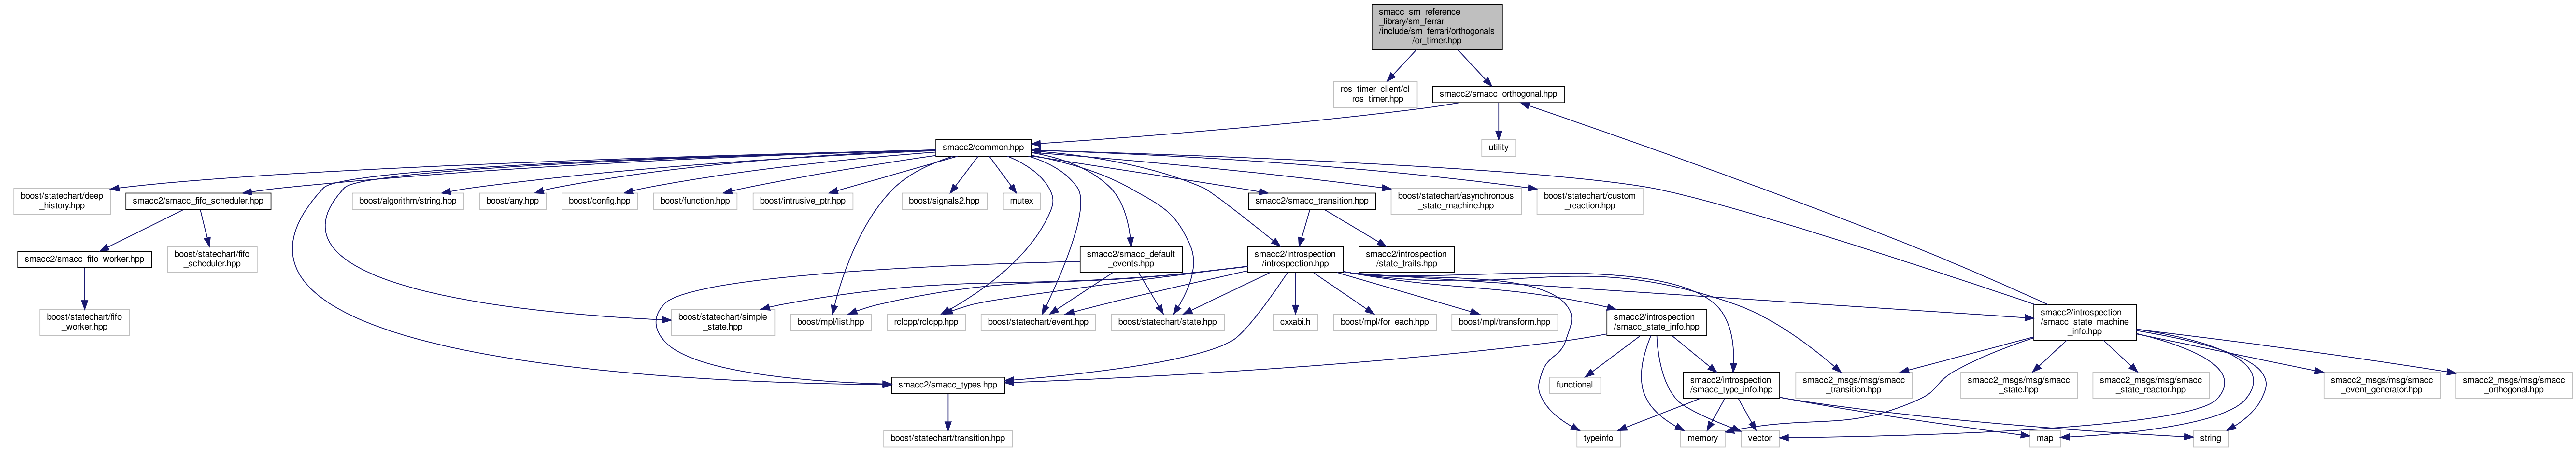 smacc_sm_reference
_library/sm_ferrari
/include/sm_ferrari/orthogonals
/or_timer.hpp
ros_timer_client/cl
_ros_timer.hpp
smacc2/smacc_orthogonal.hpp
smacc2/common.hpp
utility
boost/statechart/deep
_history.hpp
smacc2/smacc_fifo_scheduler.hpp
boost/algorithm/string.hpp
boost/any.hpp
boost/config.hpp
boost/function.hpp
boost/intrusive_ptr.hpp
boost/signals2.hpp
mutex
smacc2/smacc_transition.hpp
boost/statechart/asynchronous
_state_machine.hpp
boost/statechart/custom
_reaction.hpp
smacc2/smacc_fifo_worker.hpp
boost/statechart/fifo
_scheduler.hpp
smacc2/smacc_default
_events.hpp
smacc2/introspection
/introspection.hpp
smacc2/introspection
/state_traits.hpp
boost/statechart/fifo
_worker.hpp
boost/statechart/simple
_state.hpp
boost/mpl/list.hpp
rclcpp/rclcpp.hpp
boost/statechart/event.hpp
boost/statechart/state.hpp
cxxabi.h
boost/mpl/for_each.hpp
boost/mpl/transform.hpp
smacc2/introspection
/smacc_state_info.hpp
smacc2/introspection
/smacc_state_machine
_info.hpp
smacc2/smacc_types.hpp
functional
smacc2/introspection
/smacc_type_info.hpp
smacc2_msgs/msg/smacc
_transition.hpp
smacc2_msgs/msg/smacc
_state.hpp
smacc2_msgs/msg/smacc
_state_reactor.hpp
smacc2_msgs/msg/smacc
_event_generator.hpp
smacc2_msgs/msg/smacc
_orthogonal.hpp
boost/statechart/transition.hpp
typeinfo
memory
vector
map
string